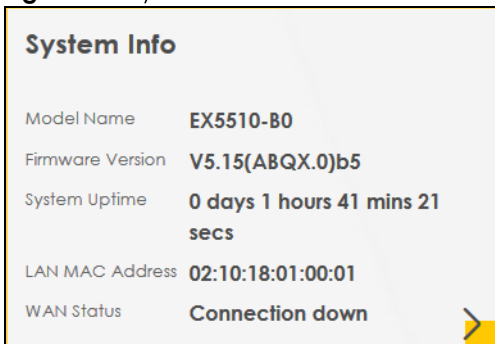 System Info
Model Name EX5510-B0
Firmware Version V5.15(ABQX.0)b5
System Uptime 0 days 1 hours 41 mins 21
secs
LAN MAC Address 02:10:18:01:00:01
WAN Status Connection down